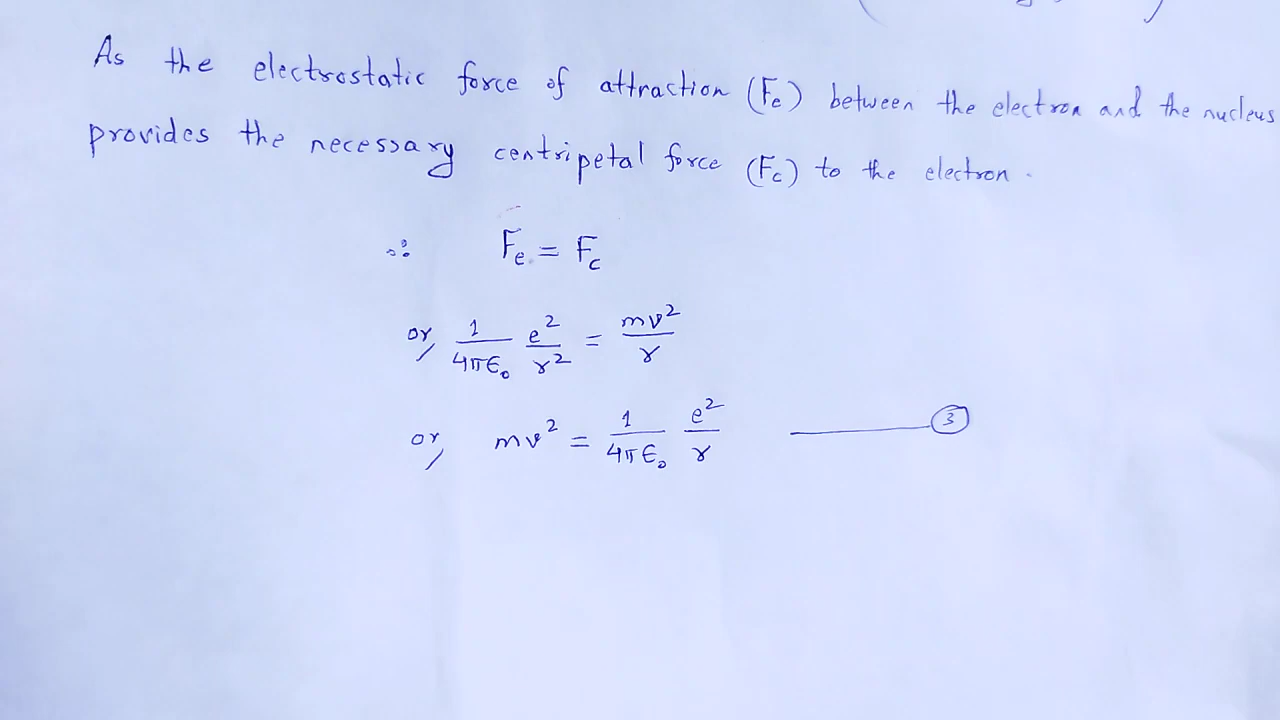 As the electrostatic force of attraction (Fe) between the electron and the nucleus
provides the necessary centripetal force (Fc) to the electron.
∴ Fe = Fc
or, 1/4πε₀ e²/r² = mv²/r
or, mv² = 1/4πε₀ e²/r ——— ③